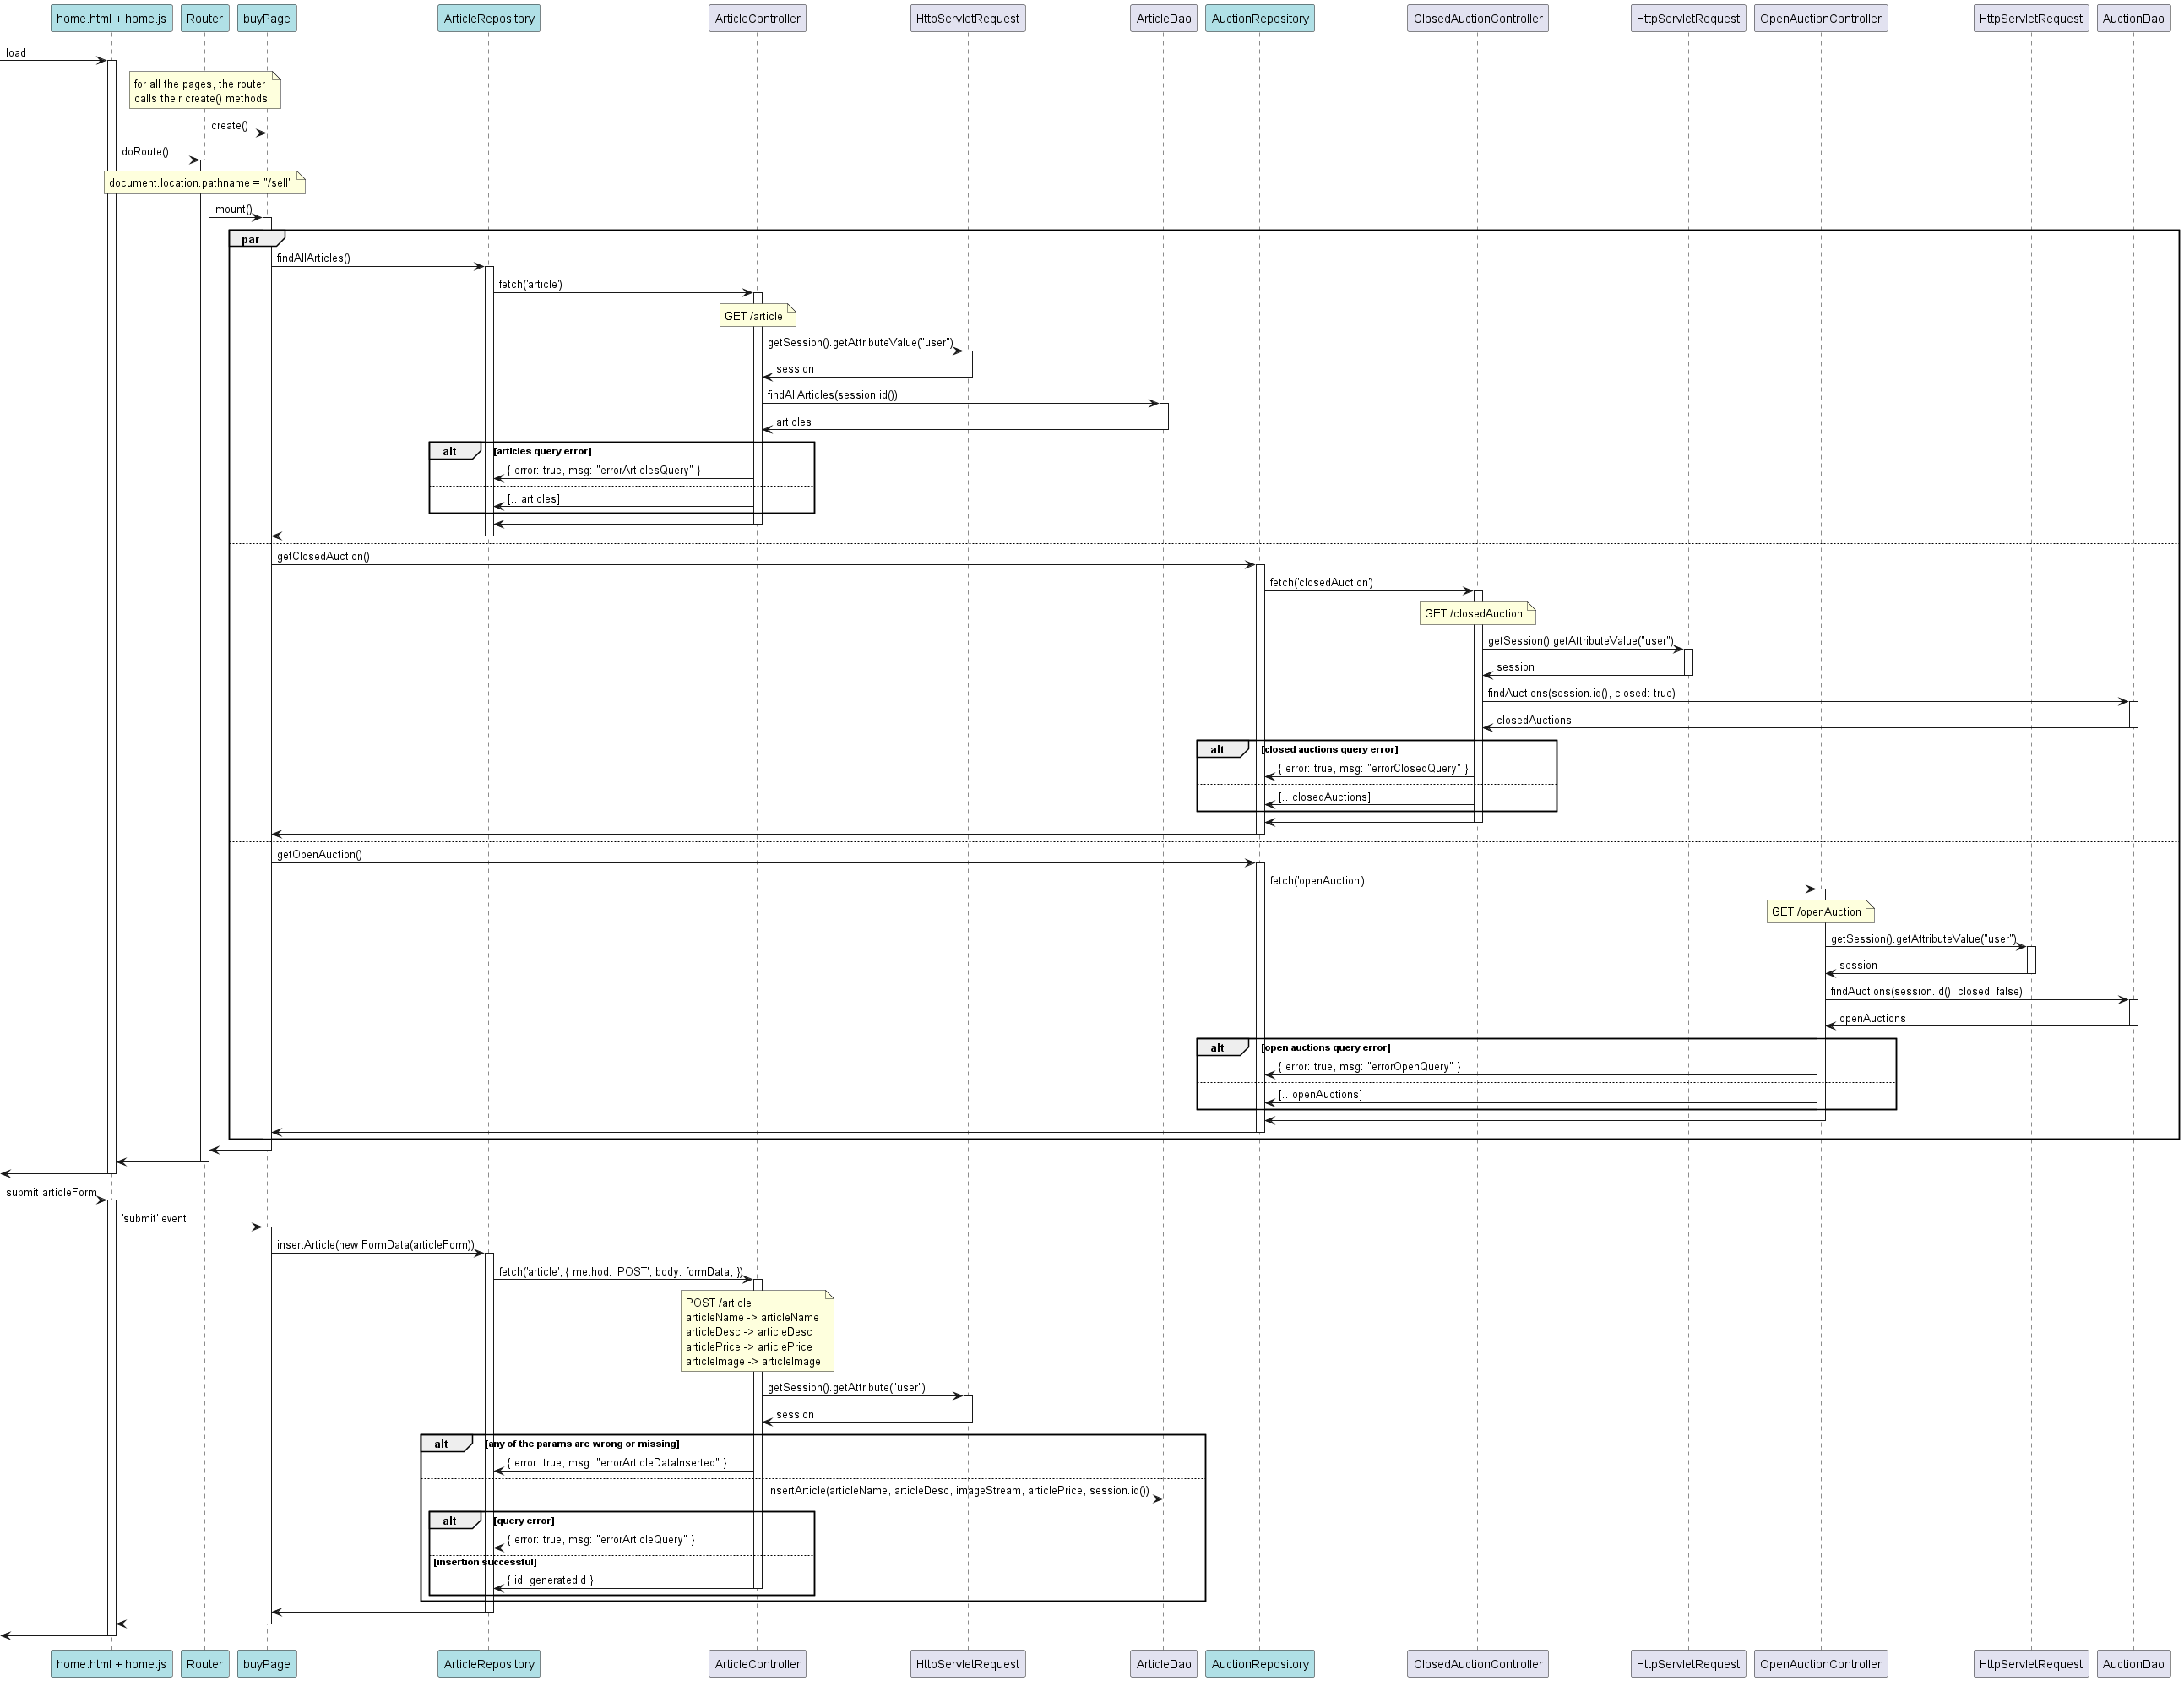 home.html + home.js
Router
buyPage
ArticleRepository
ArticleController
HttpServletRequest
ArticleDao
AuctionRepository
ClosedAuctionController
HttpServletRequest
OpenAuctionController
HttpServletRequest
AuctionDao
load
for all the pages, the router
calls their create() methods
create()
doRoute()
document.location.pathname = "/sell"
mount()
par
findAllArticles()
fetch('article')
GET /article
getSession().getAttributeValue("user")
session
findAllArticles(session.id())
articles
alt
[articles query error]
{ error: true, msg: "errorArticlesQuery" }
[...articles]
getClosedAuction()
fetch('closedAuction')
GET /closedAuction
getSession().getAttributeValue("user")
session
findAuctions(session.id(), closed: true)
closedAuctions
alt
[closed auctions query error]
{ error: true, msg: "errorClosedQuery" }
[...closedAuctions]
getOpenAuction()
fetch('openAuction')
GET /openAuction
getSession().getAttributeValue("user")
session
findAuctions(session.id(), closed: false)
openAuctions
alt
[open auctions query error]
{ error: true, msg: "errorOpenQuery" }
[...openAuctions]
submit articleForm
'submit' event
insertArticle(new FormData(articleForm))
fetch('article', { method: 'POST', body: formData, })
POST /article
articleName -> articleName
articleDesc -> articleDesc
articlePrice -> articlePrice
articleImage -> articleImage
getSession().getAttribute("user")
session
alt
[any of the params are wrong or missing]
{ error: true, msg: "errorArticleDataInserted" }
insertArticle(articleName, articleDesc, imageStream, articlePrice, session.id())
alt
[query error]
{ error: true, msg: "errorArticleQuery" }
[insertion successful]
{ id: generatedId }
home.html + home.js
Router
buyPage
ArticleRepository
ArticleController
HttpServletRequest
ArticleDao
AuctionRepository
ClosedAuctionController
HttpServletRequest
OpenAuctionController
HttpServletRequest
AuctionDao